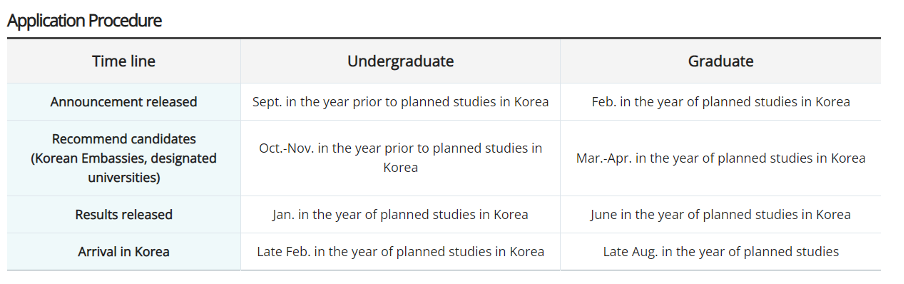 Application Procedure
Time line
Undergraduate
Graduate
Announcement released
Sept. in the year prior to planned studies in Korea
Feb. in the year of planned studies in Korea
Recommend candidates
(Korean Embassies, designated
universities)
Oct.-Nov. in the year prior to planned studies in
Korea
Mar.-Apr. in the year of planned studies in Korea
Results released
Jan. in the year of planned studies in Korea
June in the year of planned studies in Korea
Arrival in Korea
Late Feb. in the year of planned studies in Korea
Late Aug. in the year of planned studies